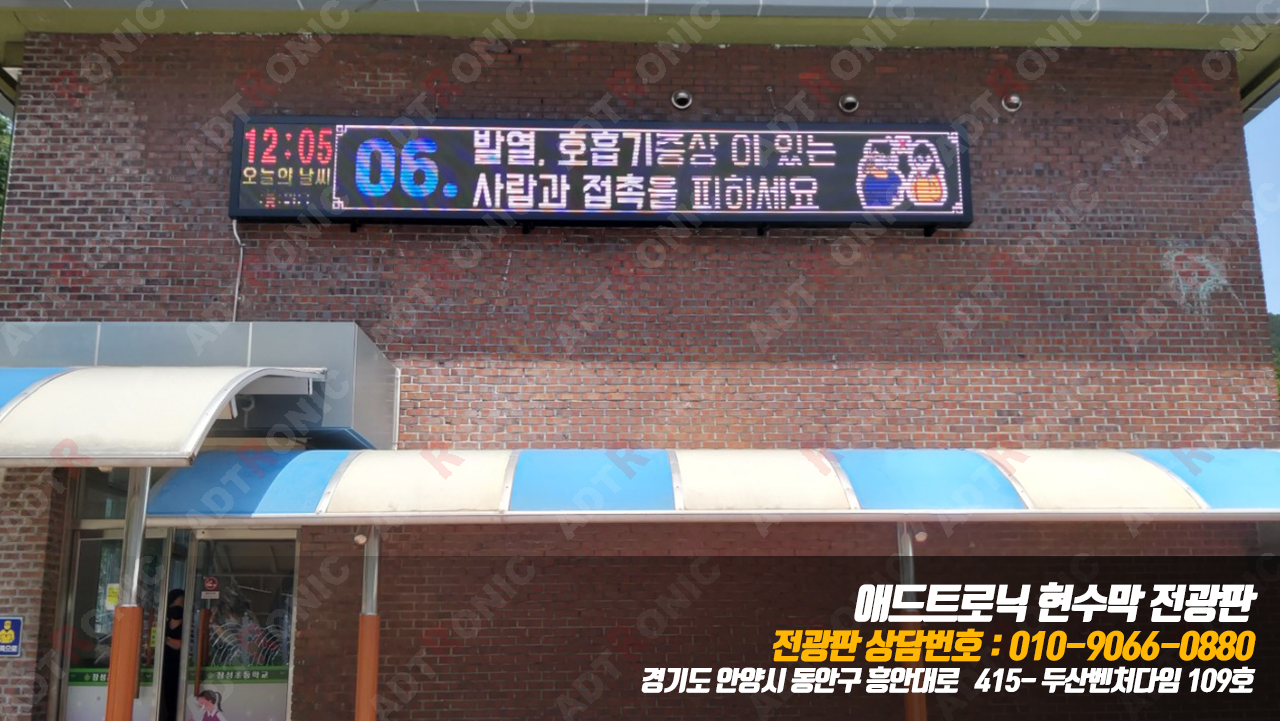 12:05
오늘의 날씨
06.
발열, 호흡기증상 이 있는
사람과 접촉을 피하세요
애드트로닉 현수막 전광판
전광판 상담번호 : 010-9066-0880
경기도 안양시 동안구 흥안대로 415- 두산벤처다임 109호
ADTRONIC